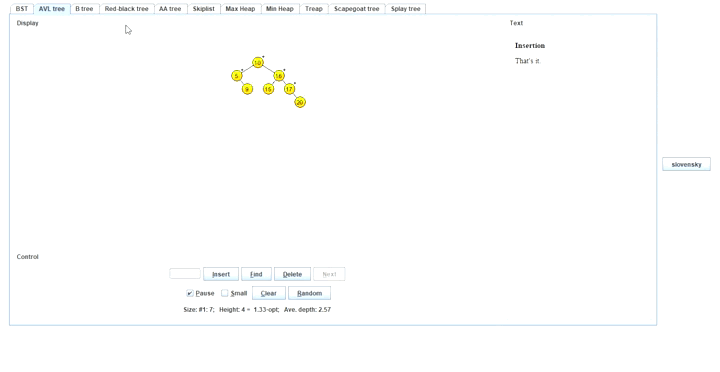 BST AVL tree B tree Red-black tree AA tree Skiplist Max Heap Min Heap Treap Scapegoat tree Splay tree
Display Text
Insertion
That's it
5 9 15 17
20
slovensky
Control
Insert Find Delete Next
Pause Small Clear Random
Size: #1: 7; Height: 4 = 1.33-opt; Ave. depth: 2.57